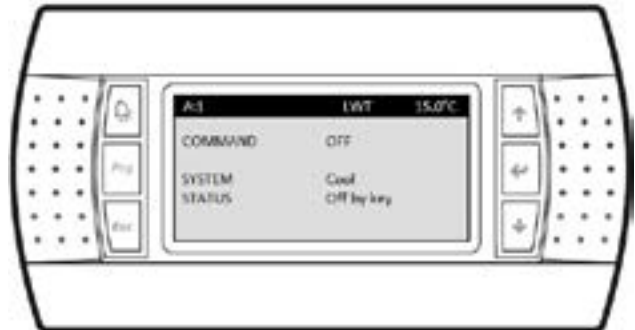 A:1 LWT 15.0°C
COMMAND OFF
SYSTEM Cool
STATUS Off by key
Prg
Esc